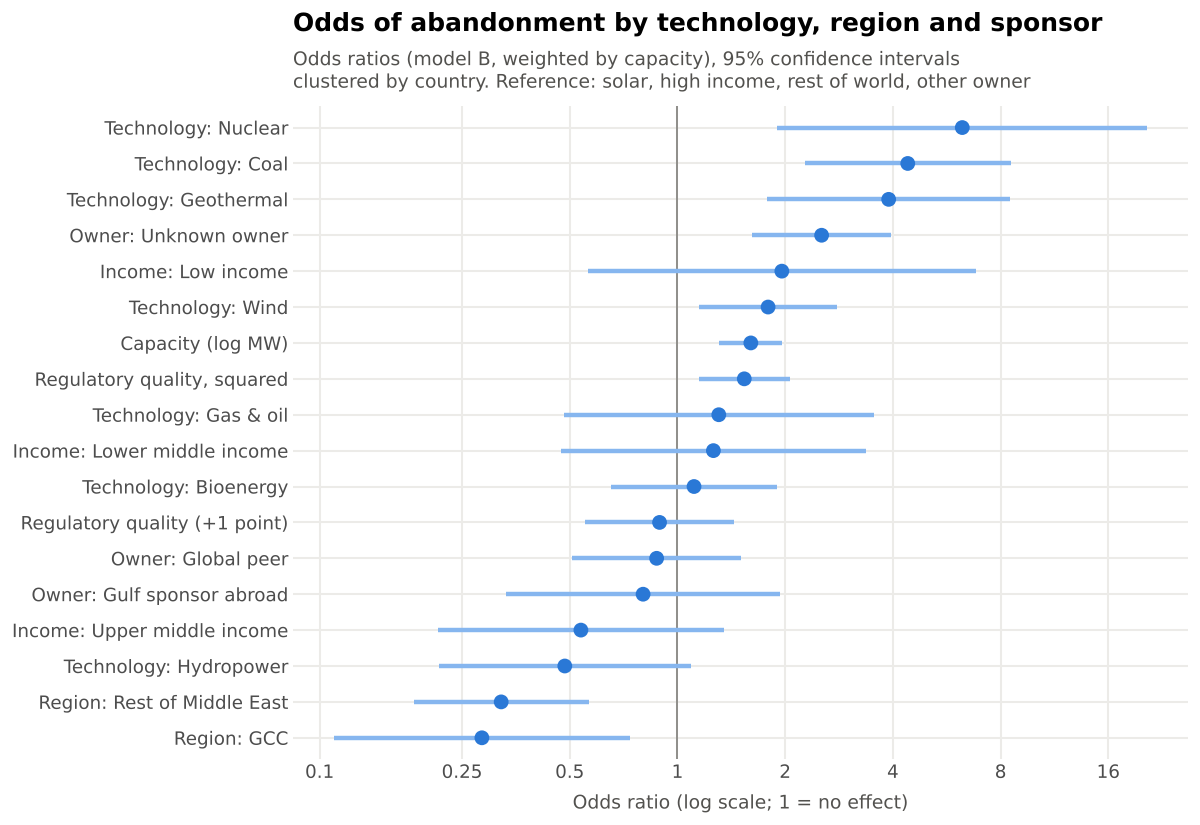 Odds of abandonment by technology, region and sponsor
Odds ratios (model B, weighted by capacity), 95% confidence intervals
clustered by country. Reference: solar, high income, rest of world, other owner
Technology: Nuclear
Technology: Coal
Technology: Geothermal
Owner: Unknown owner
Income: Low income
Technology: Wind
Capacity (log MW)
Regulatory quality, squared
Technology: Gas & oil
Income: Lower middle income
Technology: Bioenergy
Regulatory quality (+1 point)
Owner: Global peer
Owner: Gulf sponsor abroad
Income: Upper middle income
Technology: Hydropower
Region: Rest of Middle East
Region: GCC
0.1 0.25 0.5 1 2 4 8 16
Odds ratio (log scale; 1 = no effect)